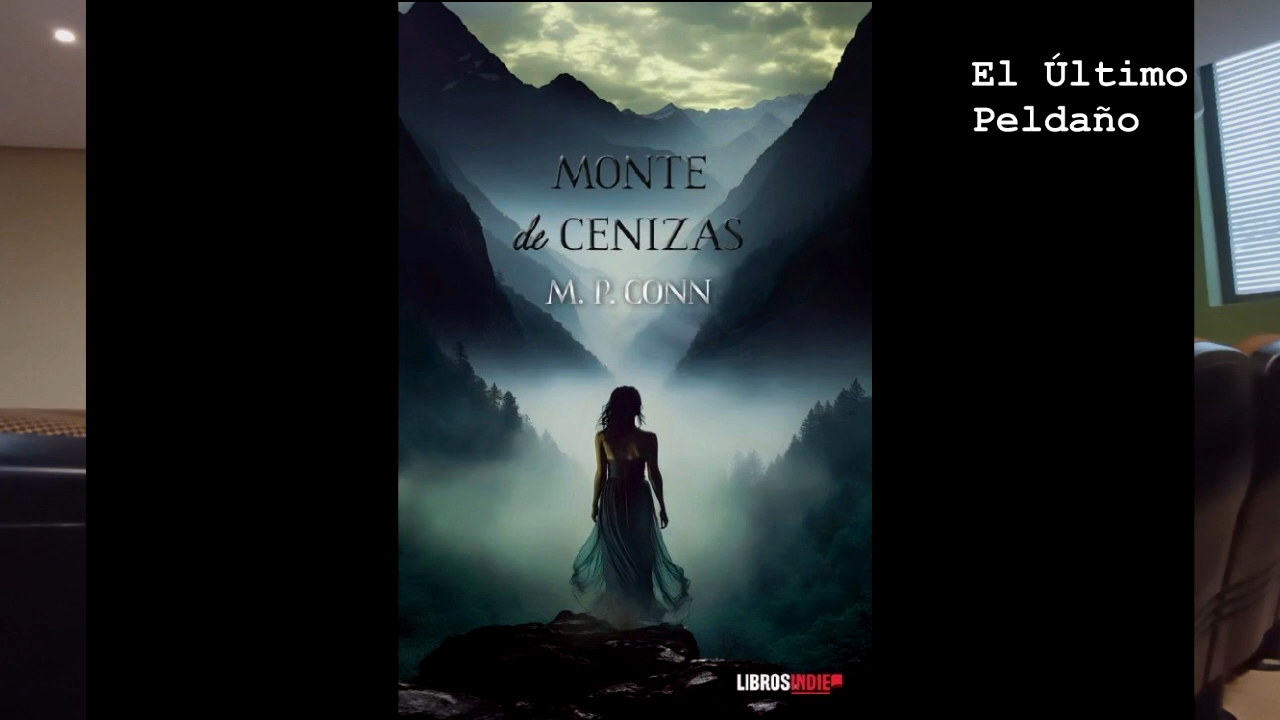 El Último
Peldaño
MONTE
de CENIZAS
M. P. CONN
LIBROSINDIE